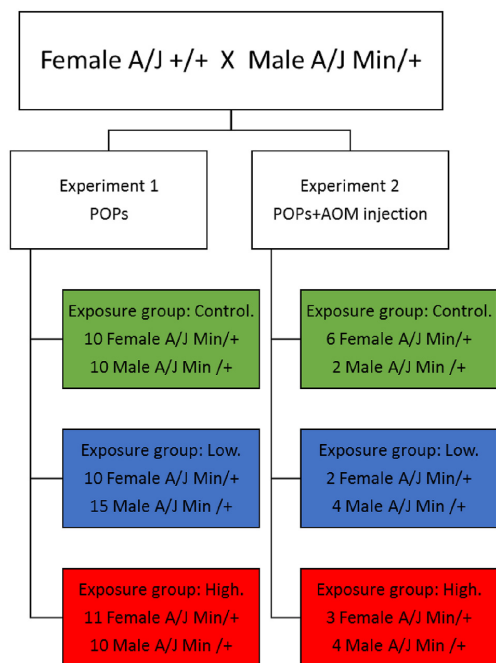 Female A/J +/+ X Male A/J Min/+
Experiment 1
POPs
Experiment 2
POPs+AOM injection
Exposure group: Control.
10 Female A/J Min/+
10 Male A/J Min /+
Exposure group: Control.
6 Female A/J Min/+
2 Male A/J Min /+
Exposure group: Low.
10 Female A/J Min/+
15 Male A/J Min /+
Exposure group: Low.
2 Female A/J Min/+
4 Male A/J Min /+
Exposure group: High.
11 Female A/J Min/+
10 Male A/J Min /+
Exposure group: High.
3 Female A/J Min/+
4 Male A/J Min /+